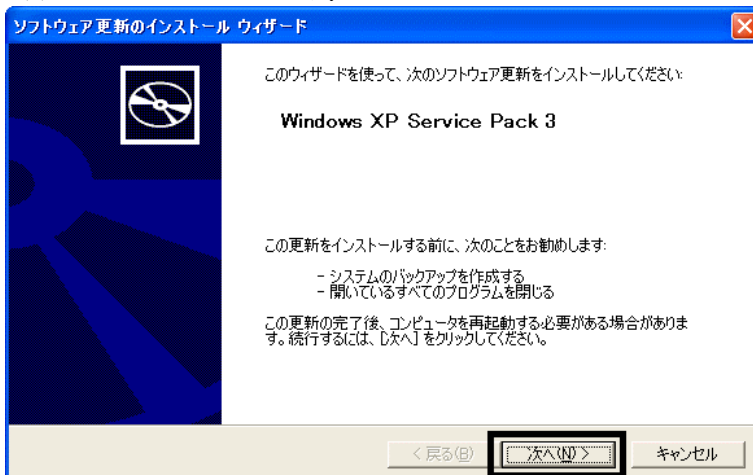 ソフトウェア更新のインストール ウィザード
このウィザードを使って、次のソフトウェア更新をインストールしてください:
Windows XP Service Pack 3
この更新をインストールする前に、次のことをお勧めします:
- システムのバックアップを作成する
- 開いているすべてのプログラムを閉じる
この更新の完了後、コンピュータを再起動する必要がある場合がありま
す。続行するには、[次へ] をクリックしてください。
< 戻る(B)
次へ(N) >
キャンセル